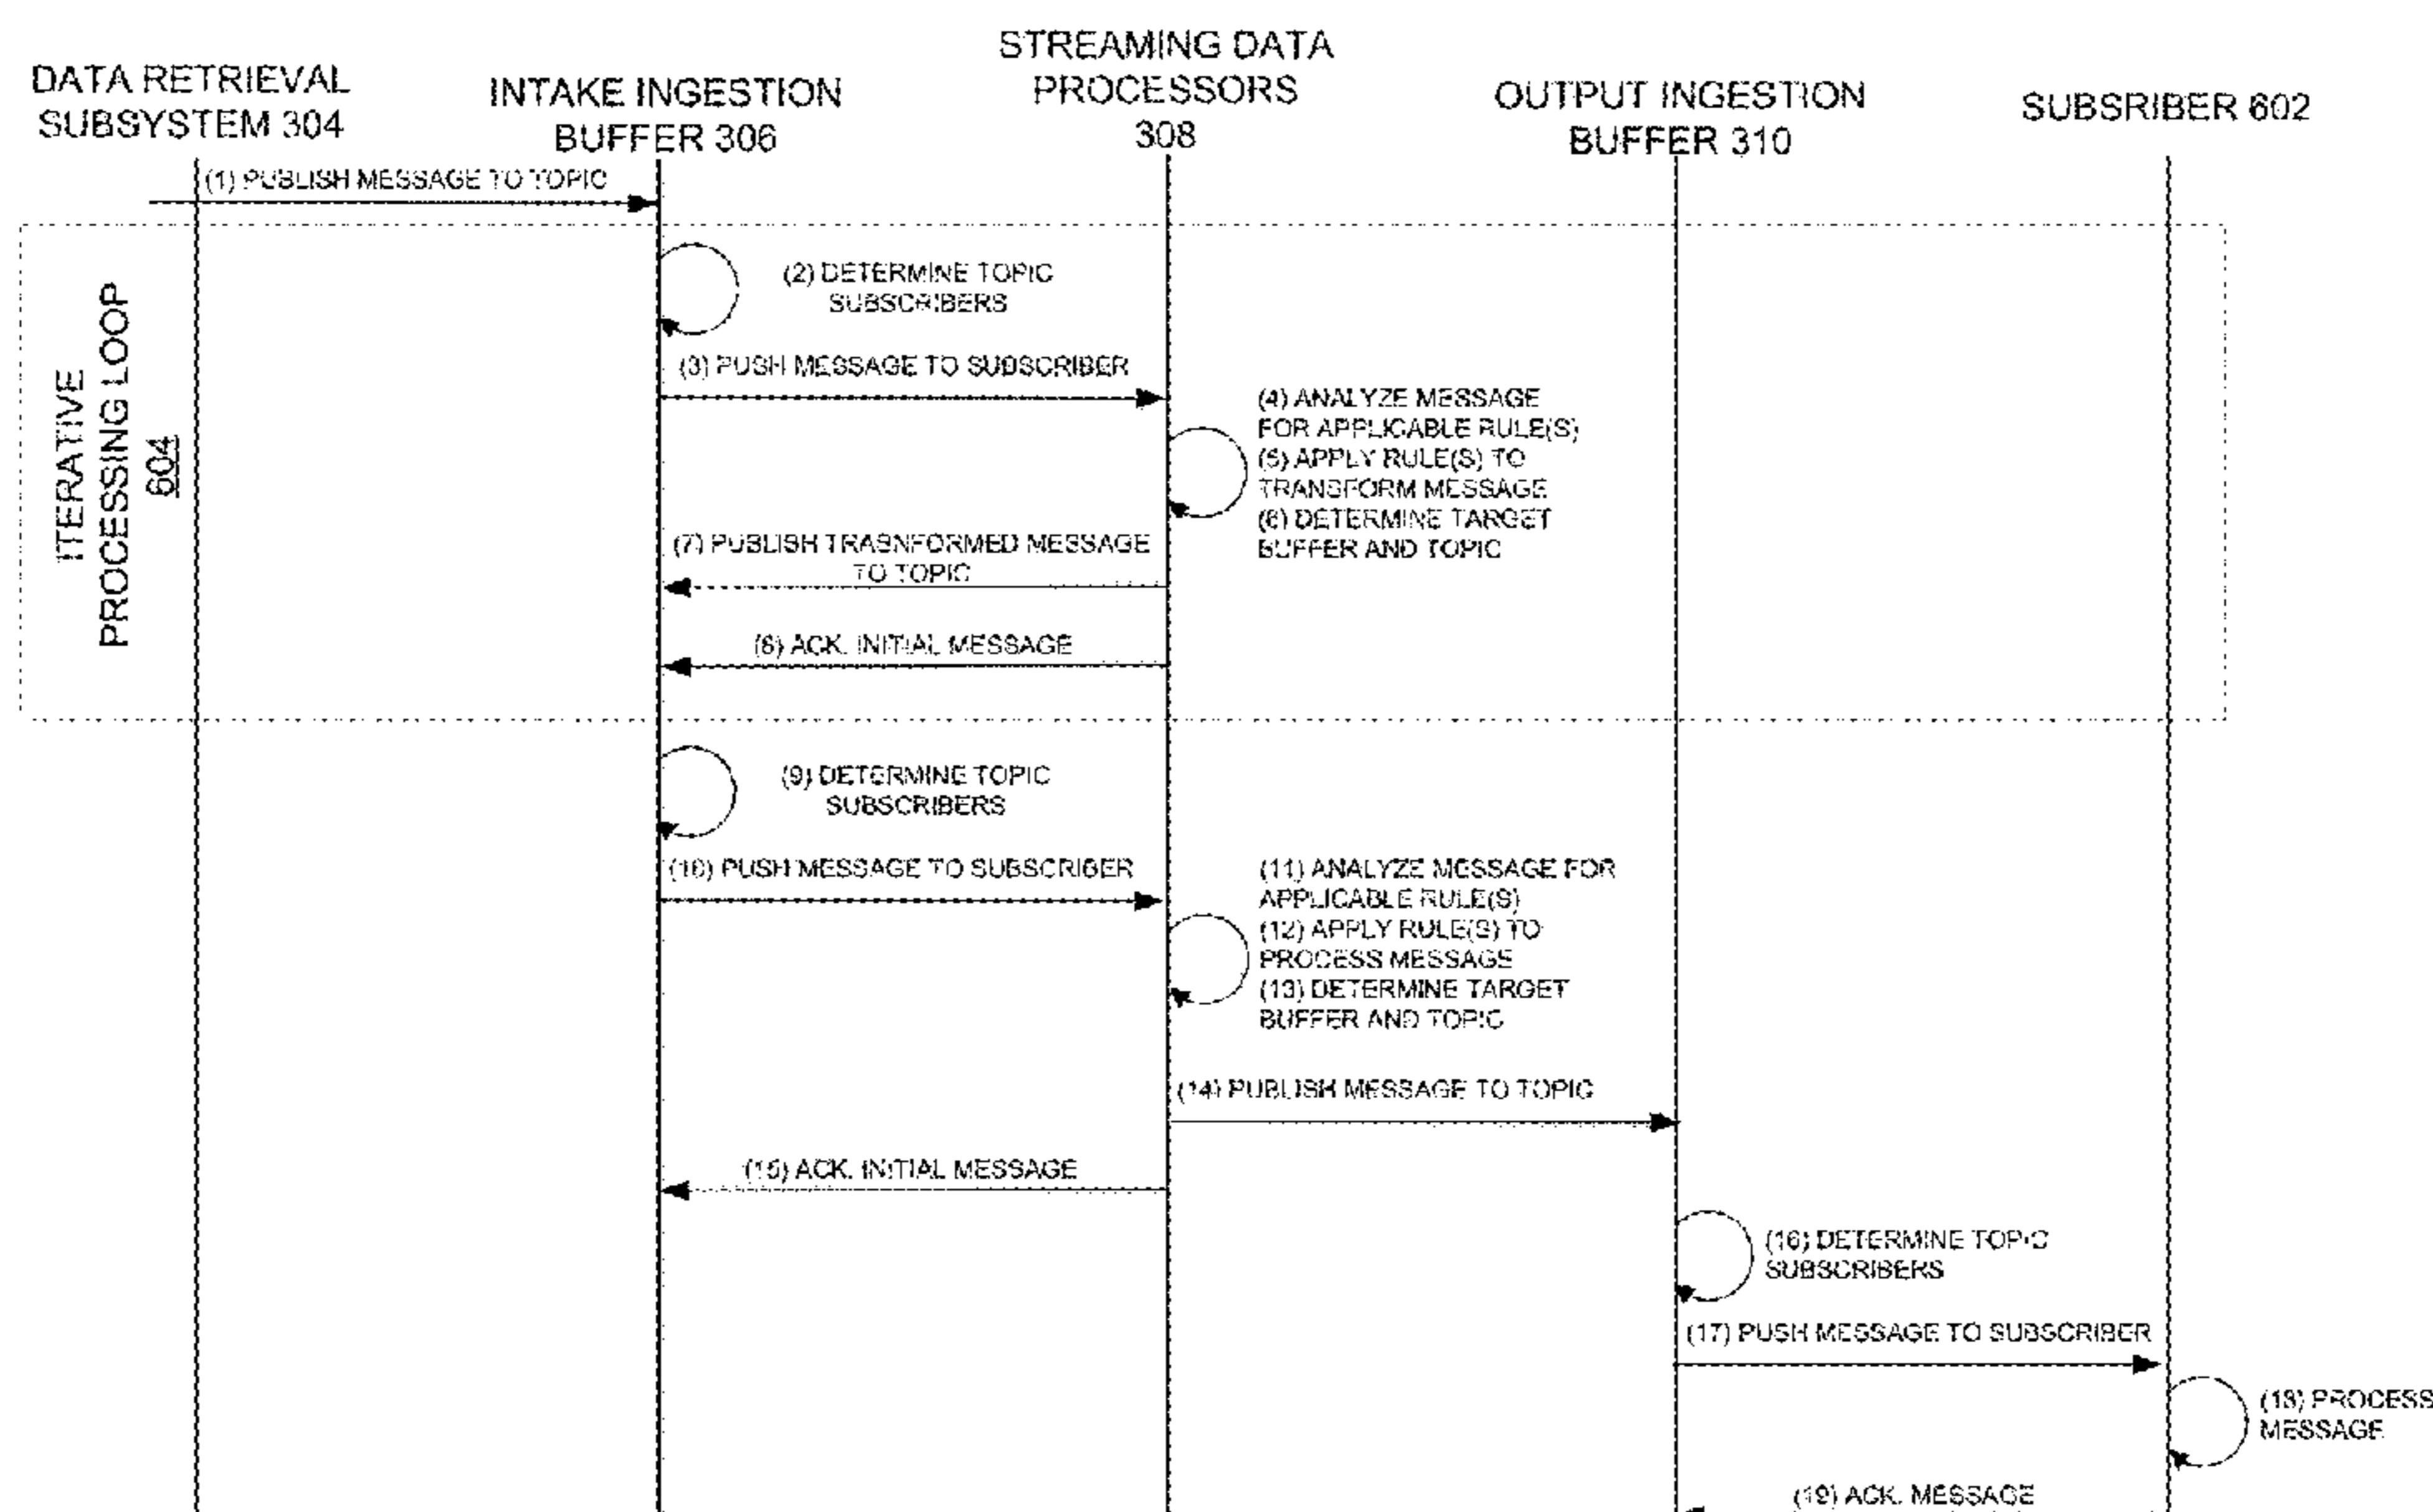 DATA RETRIEVAL
SUBSYSTEM 304
INTAKE INGESTION
BUFFER 306
STREAMING DATA
PROCESSORS
308
OUTPUT INGESTION
BUFFER 310
SUBSRIBER 602
(1) PUBLISH MESSAGE TO TOPIC
ITERATIVE
PROCESSING LOOP
604
(2) DETERMINE TOPIC
SUBSCRIBERS
(3) PUSH MESSAGE TO SUBSCRIBER
(4) ANALYZE MESSAGE
FOR APPLICABLE RULE(S)
(5) APPLY RULE(S) TO
TRANSFORM MESSAGE
(6) DETERMINE TARGET
BUFFER AND TOPIC
(7) PUBLISH TRASNFORMED MESSAGE
TO TOPIC
(8) ACK. INITIAL MESSAGE
(9) DETERMINE TOPIC
SUBSCRIBERS
(10) PUSH MESSAGE TO SUBSCRIBER
(11) ANALYZE MESSAGE FOR
APPLICABLE RULE(S)
(12) APPLY RULE(S) TO
PROCESS MESSAGE
(13) DETERMINE TARGET
BUFFER AND TOPIC
(14) PUBLISH MESSAGE TO TOPIC
(15) ACK. INITIAL MESSAGE
(16) DETERMINE TOPIC
SUBSCRIBERS
(17) PUSH MESSAGE TO SUBSCRIBER
(18) PROCESS
MESSAGE
(19) ACK. MESSAGE